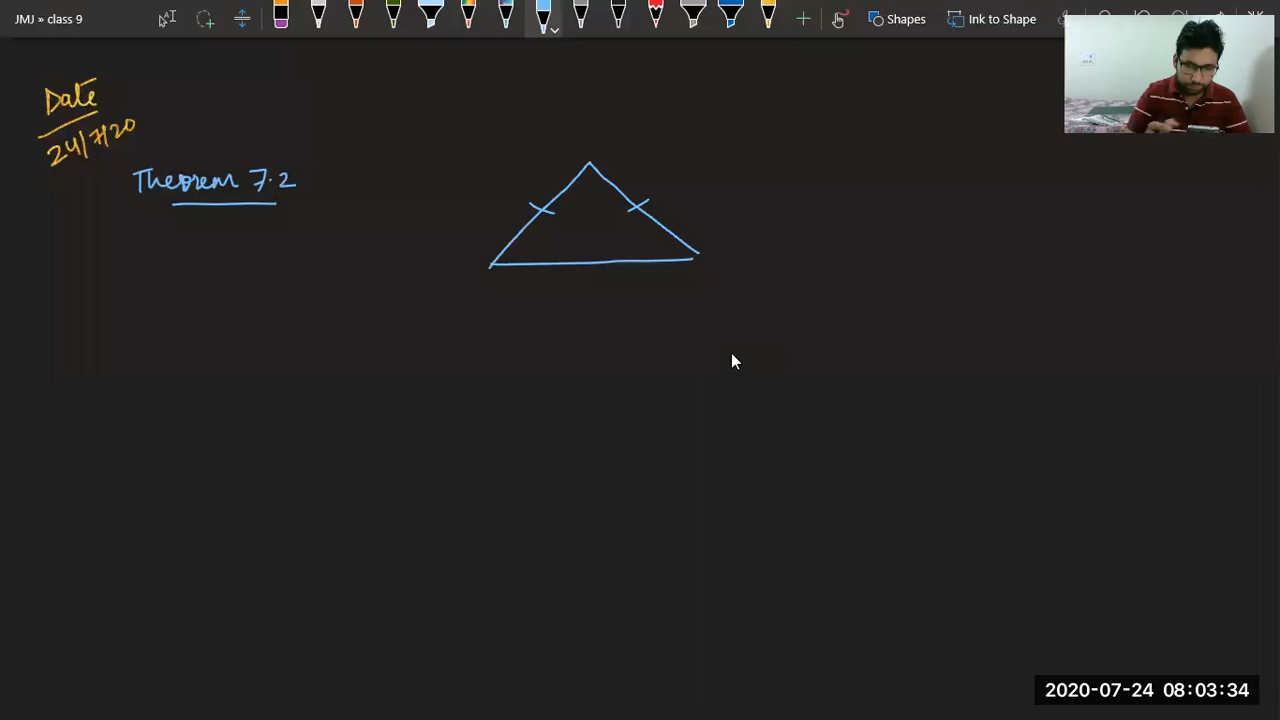 JMJ » class 9
Shapes
Ink to Shape
Date
24/7/20
Theorem 7.2
2020-07-24 08:03:34